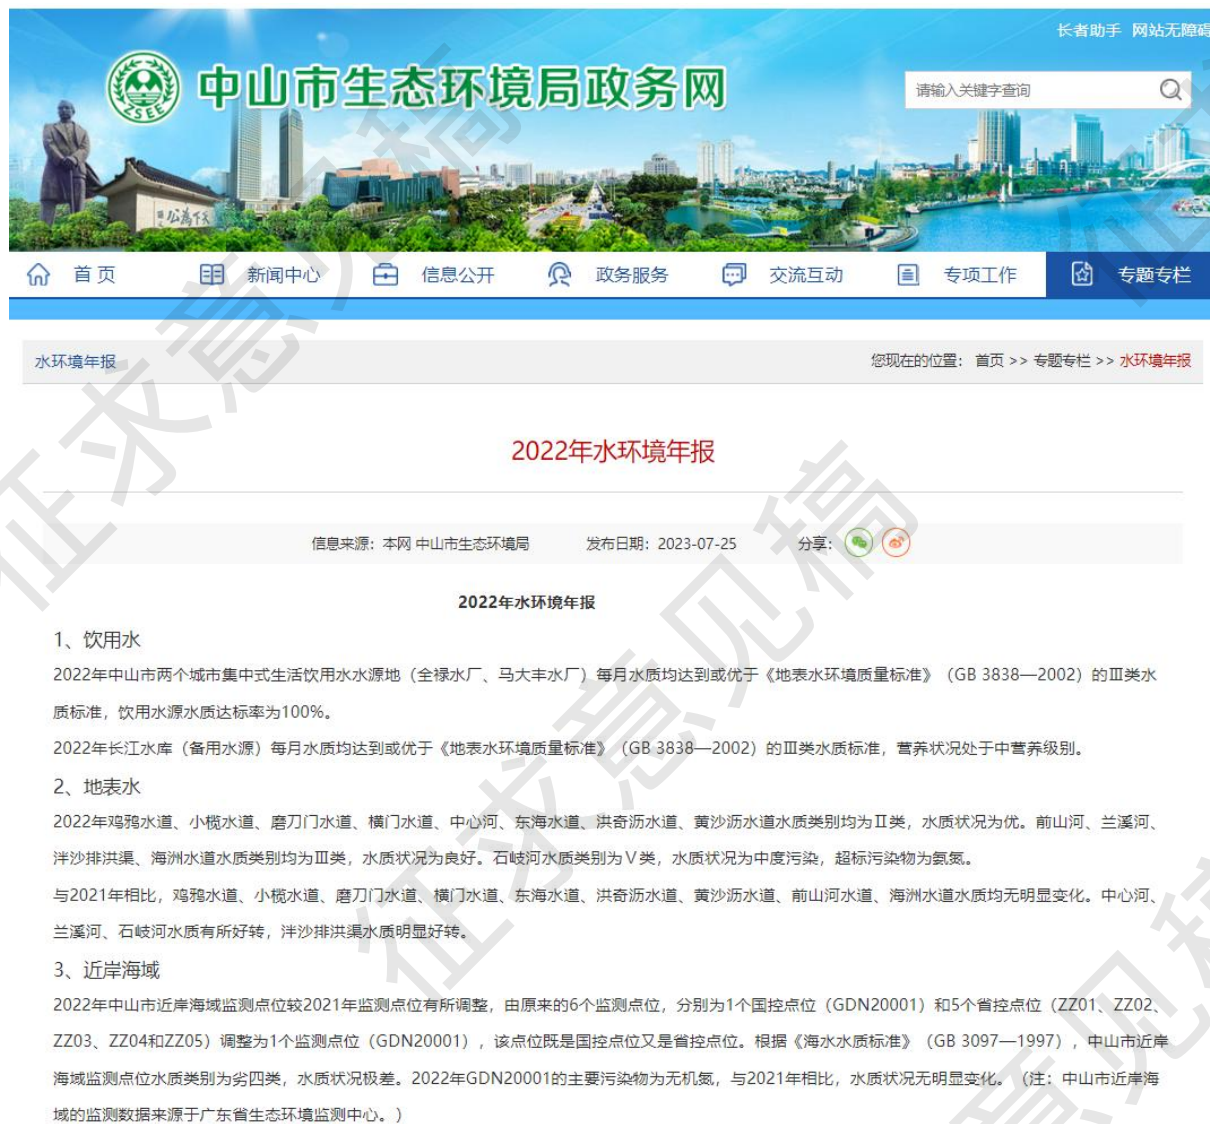 长者助手 网站无障碍
ZSEE
中山市生态环境局政务网
请输入关键字查询
天下為公
首 页 新闻中心 信息公开 政务服务 交流互动 专项工作 专题专栏
水环境年报 您现在的位置： 首页 >> 专题专栏 >> 水环境年报
2022年水环境年报
信息来源：本网 中山市生态环境局 发布日期：2023-07-25 分享：
2022年水环境年报
1、饮用水
2022年中山市两个城市集中式生活饮用水水源地（全禄水厂、马大丰水厂）每月水质均达到或优于《地表水环境质量标准》（GB 3838—2002）的Ⅲ类水
质标准，饮用水源水质达标率为100%。
2022年长江水库（备用水源）每月水质均达到或优于《地表水环境质量标准》（GB 3838—2002）的Ⅲ类水质标准，营养状况处于中营养级别。
2、地表水
2022年鸡鸦水道、小榄水道、磨刀门水道、横门水道、中心河、东海水道、洪奇沥水道、黄沙沥水道水质类别均为Ⅱ类，水质状况为优。前山河、兰溪河、
泮沙排洪渠、海洲水道水质类别均为Ⅲ类，水质状况为良好。石岐河水质类别为Ⅴ类，水质状况为中度污染，超标污染物为氨氮。
与2021年相比，鸡鸦水道、小榄水道、磨刀门水道、横门水道、东海水道、洪奇沥水道、黄沙沥水道、前山河水道、海洲水道水质均无明显变化。中心河、
兰溪河、石岐河水质有所好转，泮沙排洪渠水质明显好转。
3、近岸海域
2022年中山市近岸海域监测点位较2021年监测点位有所调整，由原来的6个监测点位，分别为1个国控点位（GDN20001）和5个省控点位（ZZ01、ZZ02、
ZZ03、ZZ04和ZZ05）调整为1个监测点位（GDN20001），该点位既是国控点位又是省控点位。根据《海水水质标准》（GB 3097—1997），中山市近岸
海域监测点位水质类别为劣四类，水质状况极差。2022年GDN20001的主要污染物为无机氮，与2021年相比，水质状况无明显变化。（注：中山市近岸海
域的监测数据来源于广东省生态环境监测中心。）
征求意见稿
征求意见稿